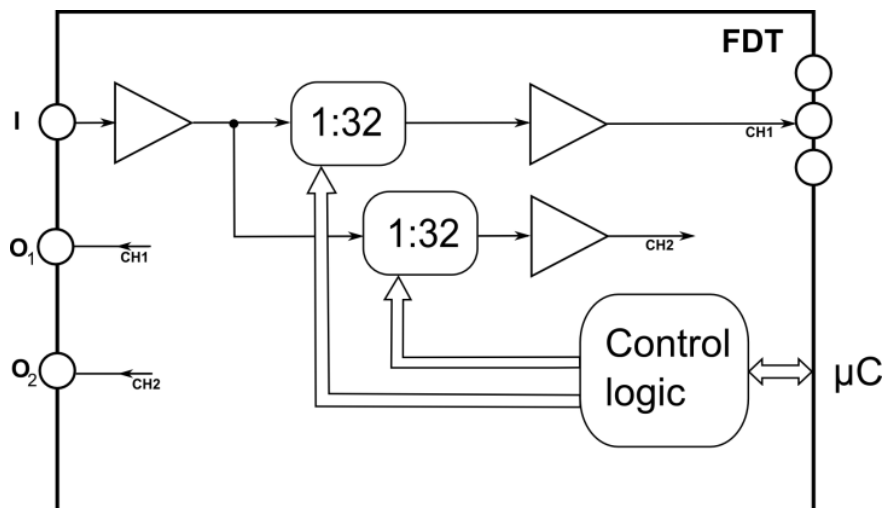 FDT
I
1:32
CH1
1:32
O1
CH1
CH2
Control
logic
O2
CH2
µC